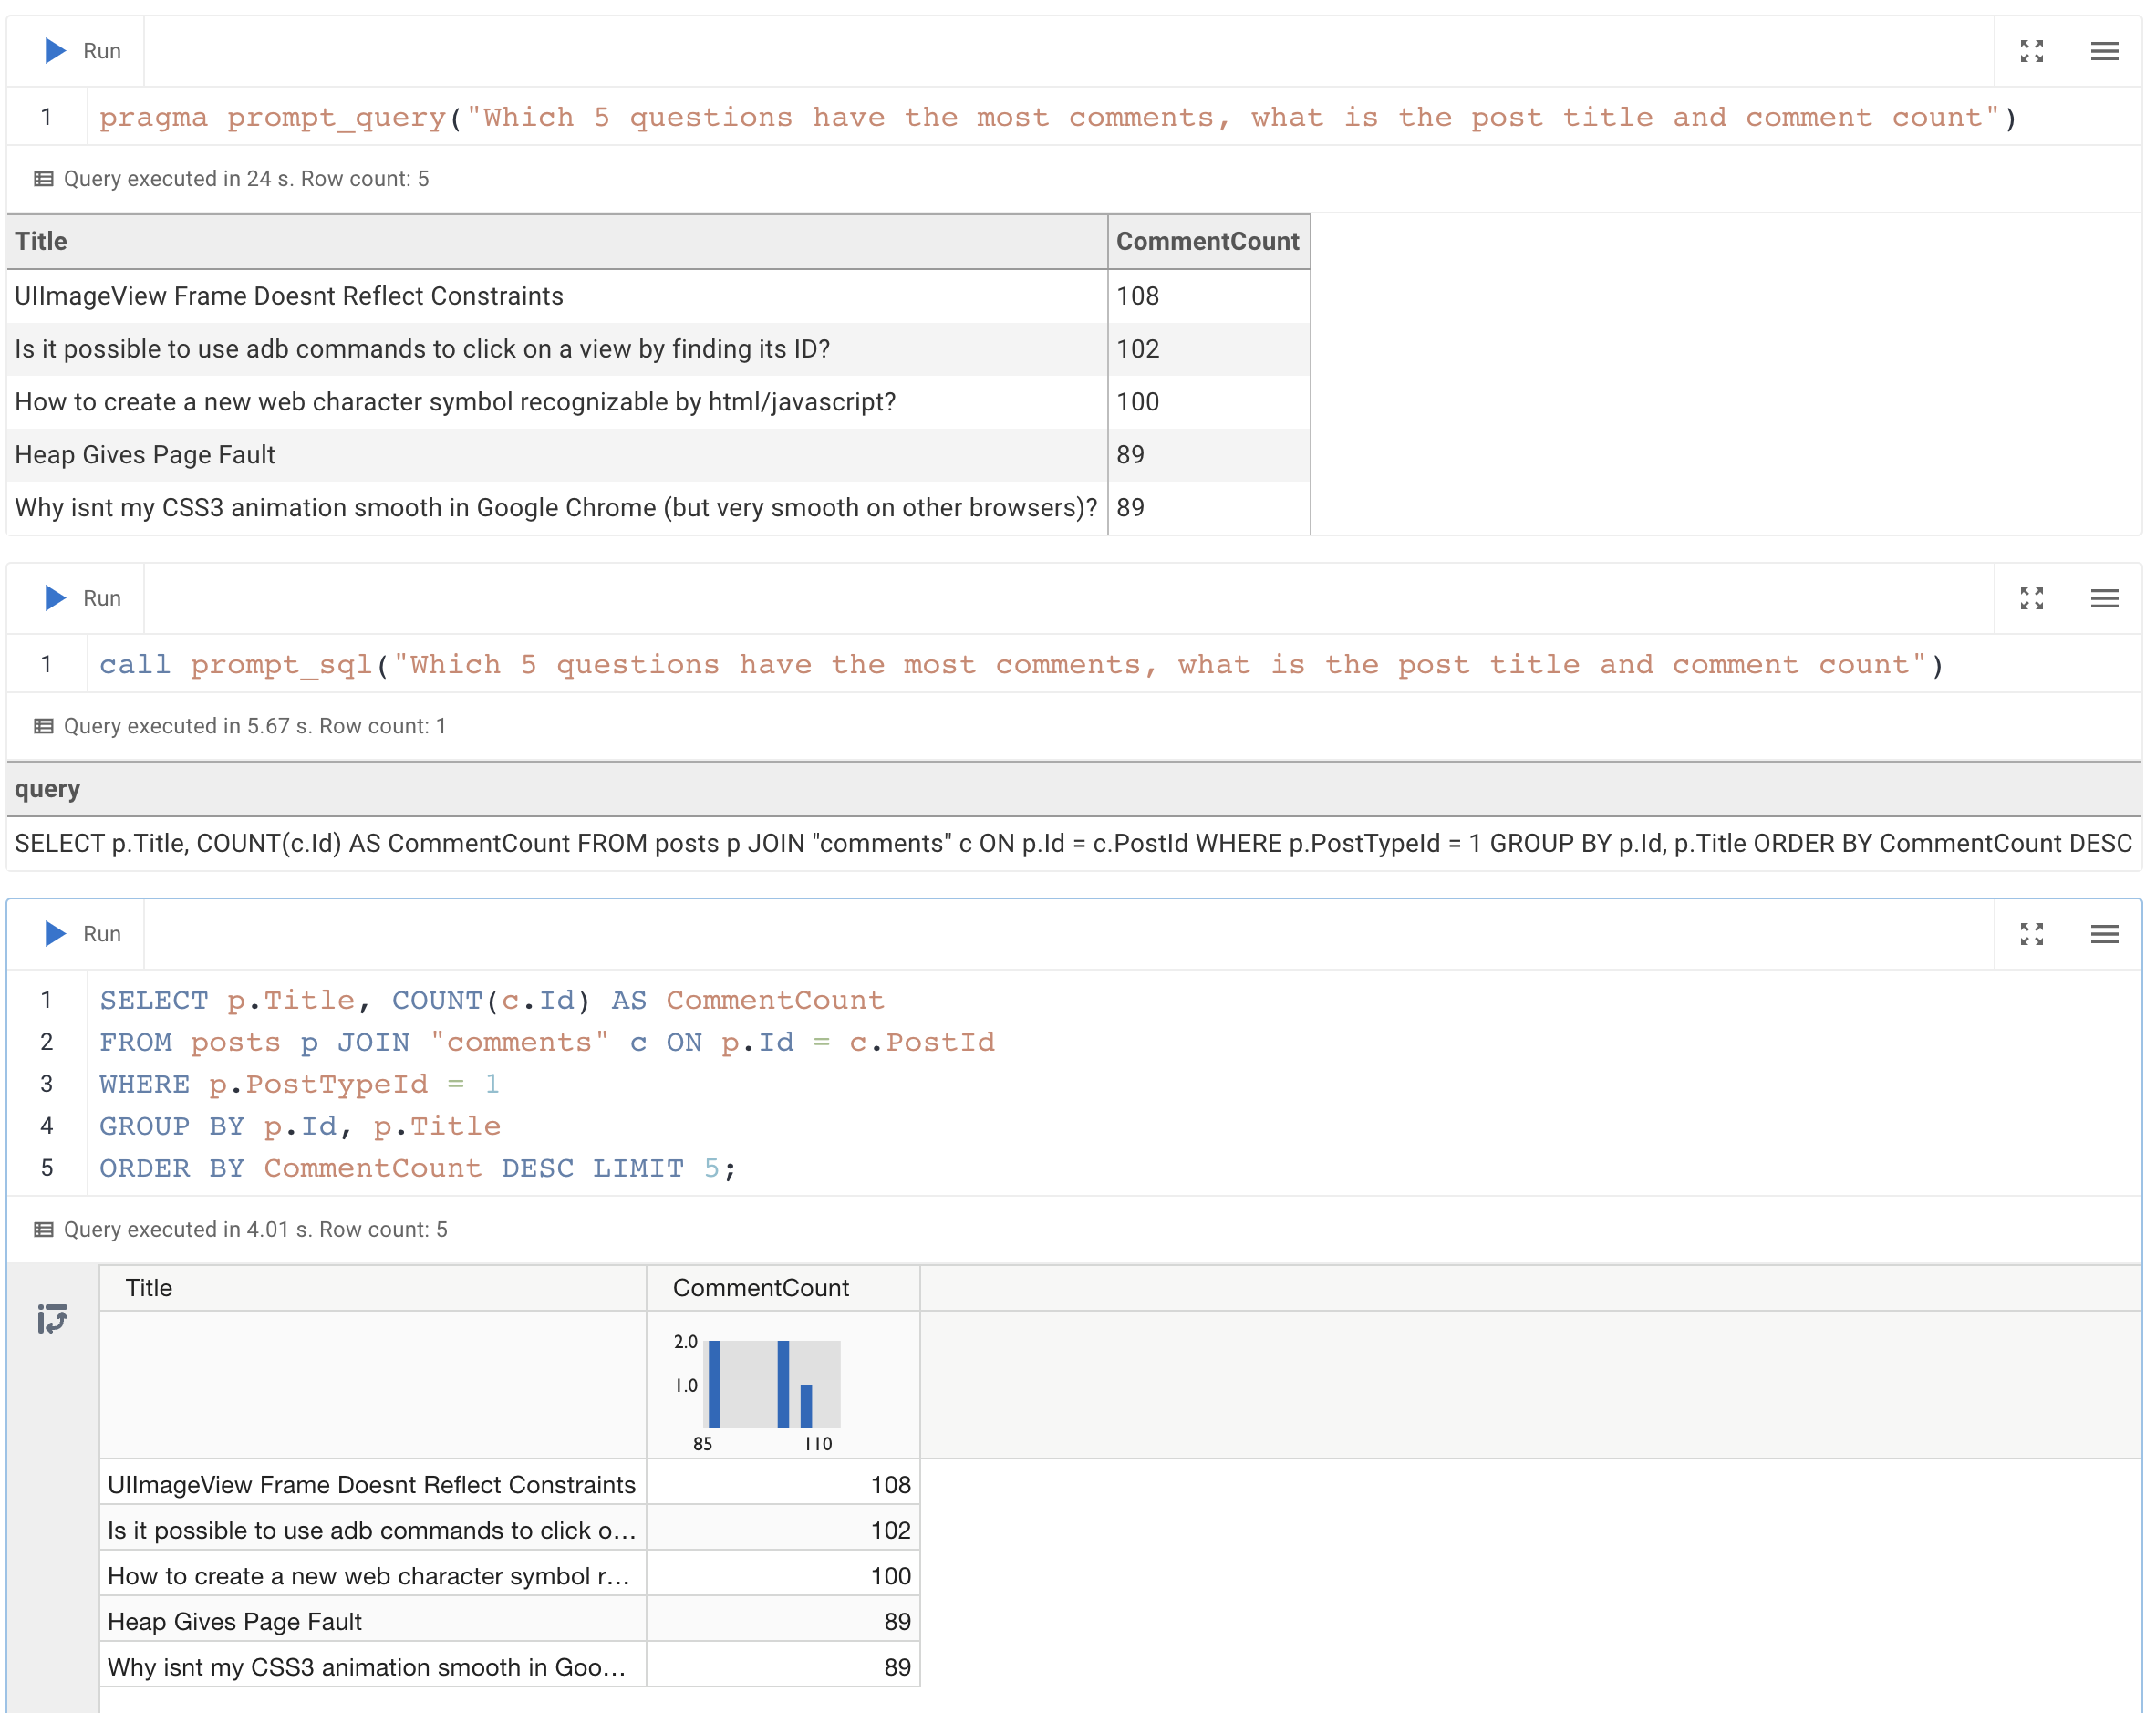 Run
1 pragma prompt_query("Which 5 questions have the most comments, what is the post title and comment count")
Query executed in 24 s. Row count: 5
Title CommentCount
UIImageView Frame Doesnt Reflect Constraints 108
Is it possible to use adb commands to click on a view by finding its ID? 102
How to create a new web character symbol recognizable by html/javascript? 100
Heap Gives Page Fault 89
Why isnt my CSS3 animation smooth in Google Chrome (but very smooth on other browsers)? 89
Run
1 call prompt_sql("Which 5 questions have the most comments, what is the post title and comment count")
Query executed in 5.67 s. Row count: 1
query
SELECT p.Title, COUNT(c.Id) AS CommentCount FROM posts p JOIN "comments" c ON p.Id = c.PostId WHERE p.PostTypeId = 1 GROUP BY p.Id, p.Title ORDER BY CommentCount DESC
Run
1 SELECT p.Title, COUNT(c.Id) AS CommentCount
2 FROM posts p JOIN "comments" c ON p.Id = c.PostId
3 WHERE p.PostTypeId = 1
4 GROUP BY p.Id, p.Title
5 ORDER BY CommentCount DESC LIMIT 5;
Query executed in 4.01 s. Row count: 5
Title CommentCount
2.0
1.0
85 110
UIImageView Frame Doesnt Reflect Constraints 108
Is it possible to use adb commands to click o... 102
How to create a new web character symbol r... 100
Heap Gives Page Fault 89
Why isnt my CSS3 animation smooth in Goo... 89